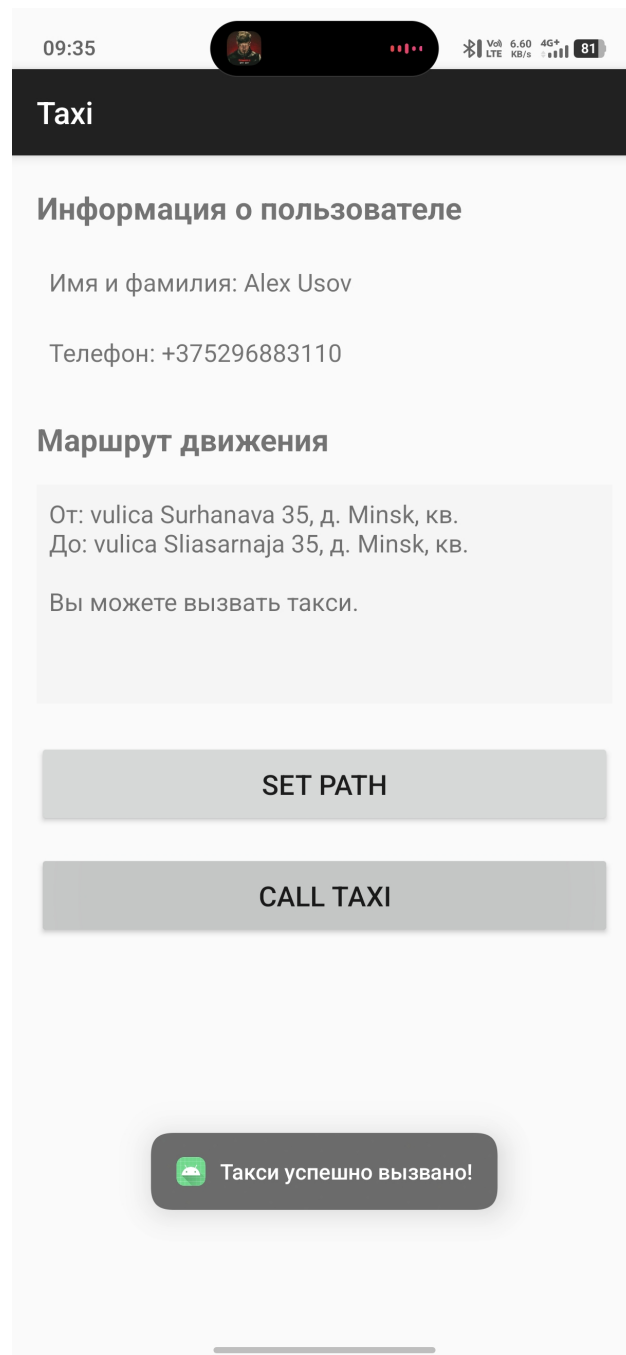 09:35
Vo)) LTE
6.60 KB/s
4G+
81
Taxi
Информация о пользователе
Имя и фамилия: Alex Usov
Телефон: +375296883110
Маршрут движения
От: vulica Surhanava 35, д. Minsk, кв.
До: vulica Sliasarnaja 35, д. Minsk, кв.
Вы можете вызвать такси.
SET PATH
CALL TAXI
Такси успешно вызвано!